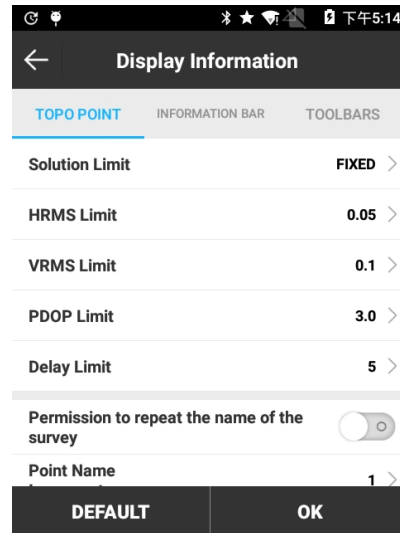 下午5:14
Display Information
TOPO POINT INFORMATION BAR TOOLBARS
Solution Limit FIXED
HRMS Limit 0.05
VRMS Limit 0.1
PDOP Limit 3.0
Delay Limit 5
Permission to repeat the name of the
survey
Point Name 1
DEFAULT OK